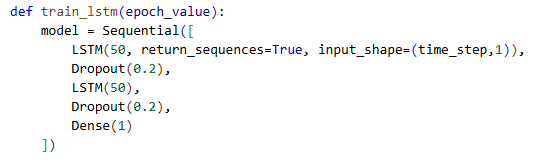 def train_lstm(epoch_value):
    model = Sequential([
        LSTM(50, return_sequences=True, input_shape=(time_step,1)),
        Dropout(0.2),
        LSTM(50),
        Dropout(0.2),
        Dense(1)
    ])